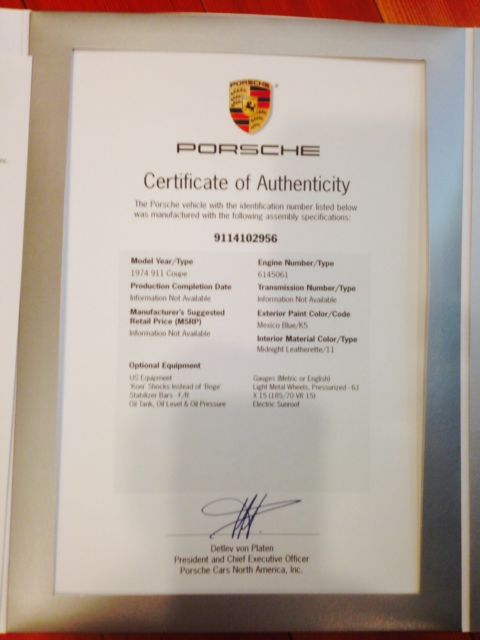 PORSCHE
PORSCHE
Certificate of Authenticity
The Porsche vehicle with the identification number listed below
was manufactured with the following assembly specifications:
9114102956
Model Year/Type
1974 911 Coupe
Production Completion Date
Information Not Available
Manufacturer's Suggested
Retail Price (MSRP)
Information Not Available
Engine Number/Type
6145061
Transmission Number/Type
Information Not Available
Exterior Paint Color/Code
Mexico Blue/K5
Interior Material Color/Type
Midnight Leatherette/11
Optional Equipment
US Equipment
'Koni' Shocks Instead of 'Boge'
Stabilizer Bars - F/R
Oil Tank, Oil Level & Oil Pressure
Gauges (Metric or English)
Light Metal Wheels, Pressurized - 6J
X 15 (185/70 VR 15)
Electric Sunroof
Detlev von Platen
President and Chief Executive Officer
Porsche Cars North America, Inc.